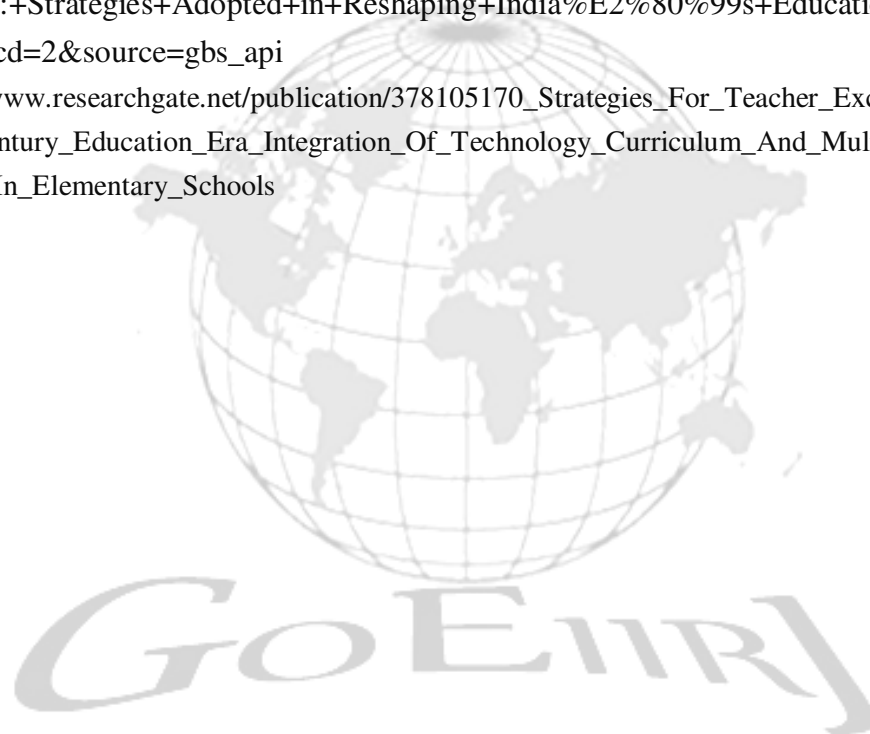 :+Strategies+Adopted+in+Reshaping+India%E2%80%99s+Educati
cd=2&source=gbs_api
www.researchgate.net/publication/378105170_Strategies_For_Teacher_Exc
ntury_Education_Era_Integration_Of_Technology_Curriculum_And_Mul
In_Elementary_Schools
GOEIIRJ